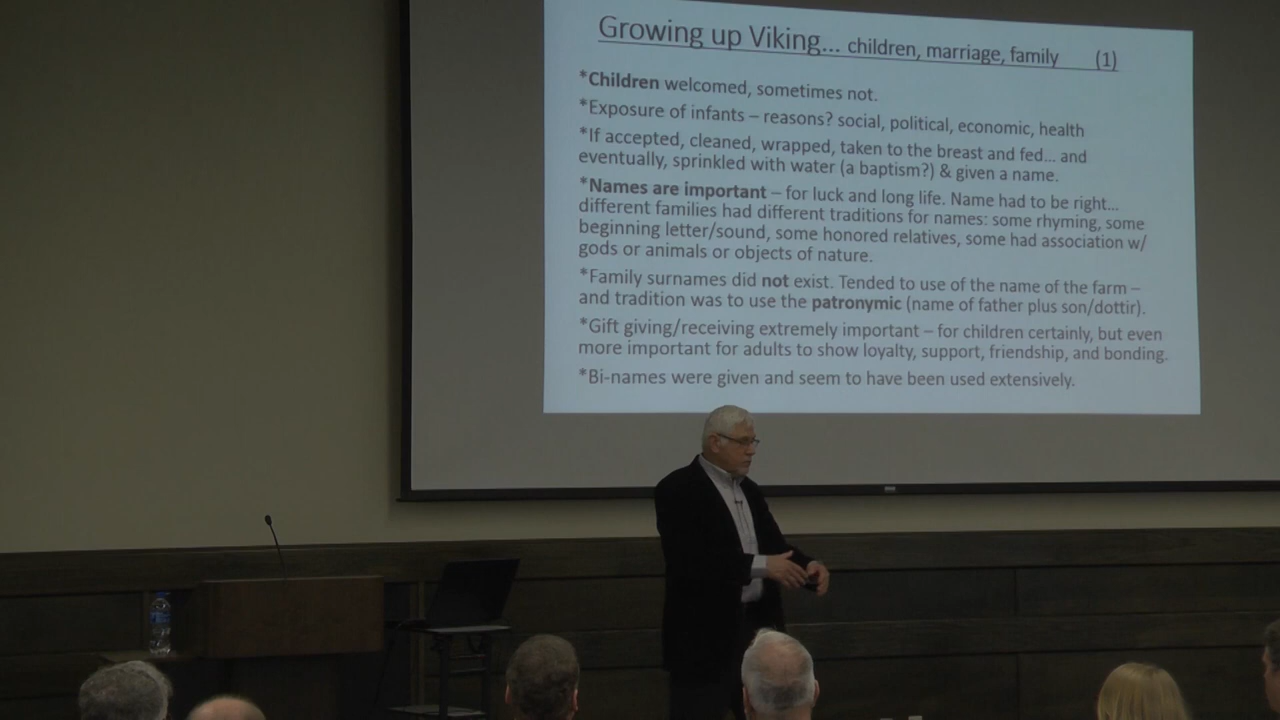 Growing up Viking... children, marriage, family (1)
*Children welcomed, sometimes not.
*Exposure of infants – reasons? social, political, economic, health
*If accepted, cleaned, wrapped, taken to the breast and fed... and
eventually, sprinkled with water (a baptism?) & given a name.
*Names are important – for luck and long life. Name had to be right...
different families had different traditions for names: some rhyming, some
beginning letter/sound, some honored relatives, some had association w/
gods or animals or objects of nature.
*Family surnames did not exist. Tended to use of the name of the farm –
and tradition was to use the patronymic (name of father plus son/dottir).
*Gift giving/receiving extremely important – for children certainly, but even
more important for adults to show loyalty, support, friendship, and bonding.
*Bi-names were given and seem to have been used extensively.